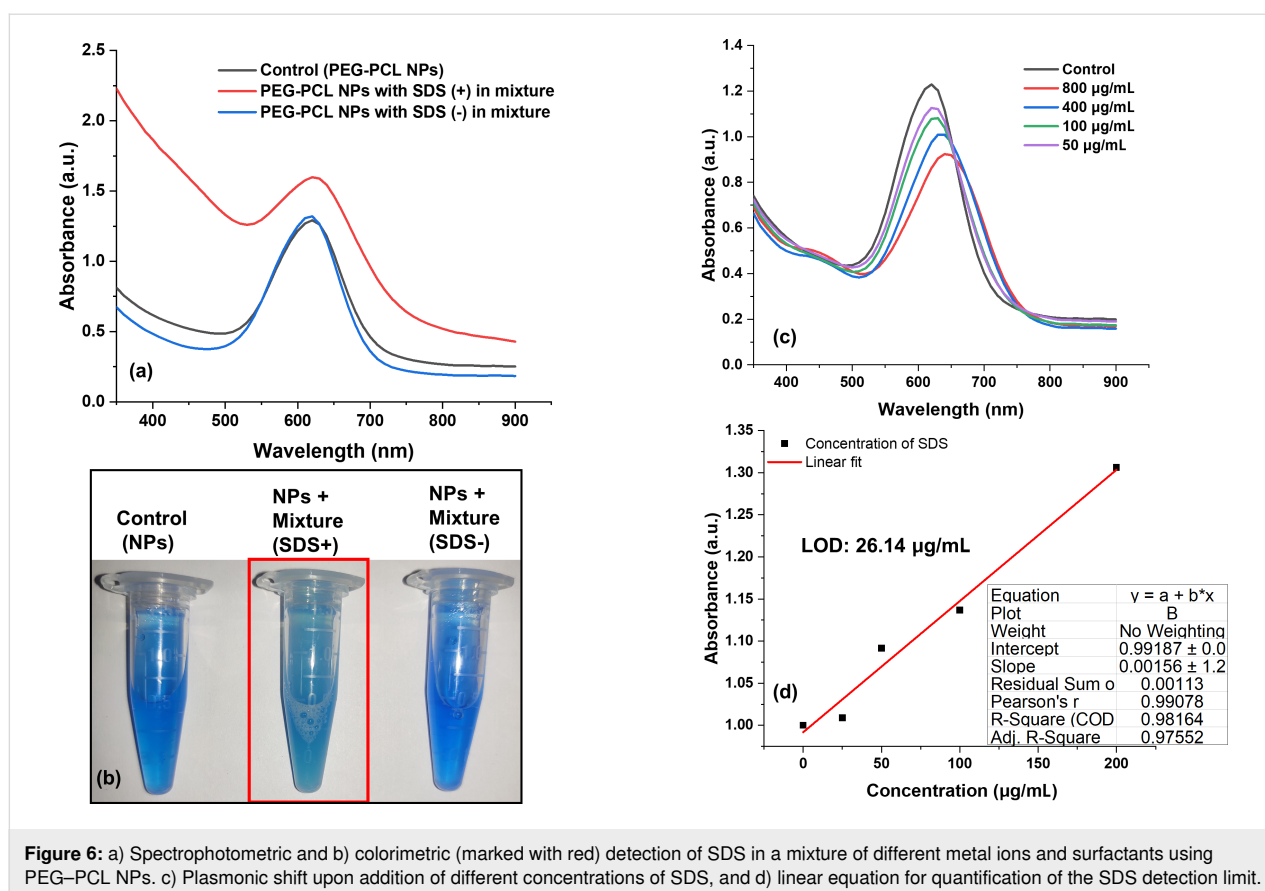 2.5
2.0
1.5
1.0
0.5
0.0
Absorbance (a.u.)
Control (PEG-PCL NPs)
PEG-PCL NPs with SDS (+) in mixture
PEG-PCL NPs with SDS (-) in mixture
(a)
400 500 600 700 800 900
Wavelength (nm)
Control
(NPs)
NPs +
Mixture
(SDS+)
NPs +
Mixture
(SDS-)
(b)
1.4
1.2
1.0
0.8
0.6
0.4
0.2
0.0
Absorbance (a.u.)
Control
800 µg/mL
400 µg/mL
100 µg/mL
50 µg/mL
(c)
400 500 600 700 800 900
Wavelength (nm)
1.35
1.30
1.25
1.20
1.15
1.10
1.05
1.00
Absorbance (a.u.)
Concentration of SDS
Linear fit
LOD: 26.14 µg/mL
Equation y = a + b*x
Plot B
Weight No Weighting
Intercept 0.99187 ± 0.0
Slope 0.00156 ± 1.2
Residual Sum o 0.00113
Pearson's r 0.99078
R-Square (COD 0.98164
Adj. R-Square 0.97552
(d)
0 50 100 150 200
Concentration (µg/mL)
Figure 6: a) Spectrophotometric and b) colorimetric (marked with red) detection of SDS in a mixture of different metal ions and surfactants using
PEG–PCL NPs. c) Plasmonic shift upon addition of different concentrations of SDS, and d) linear equation for quantification of the SDS detection limit.